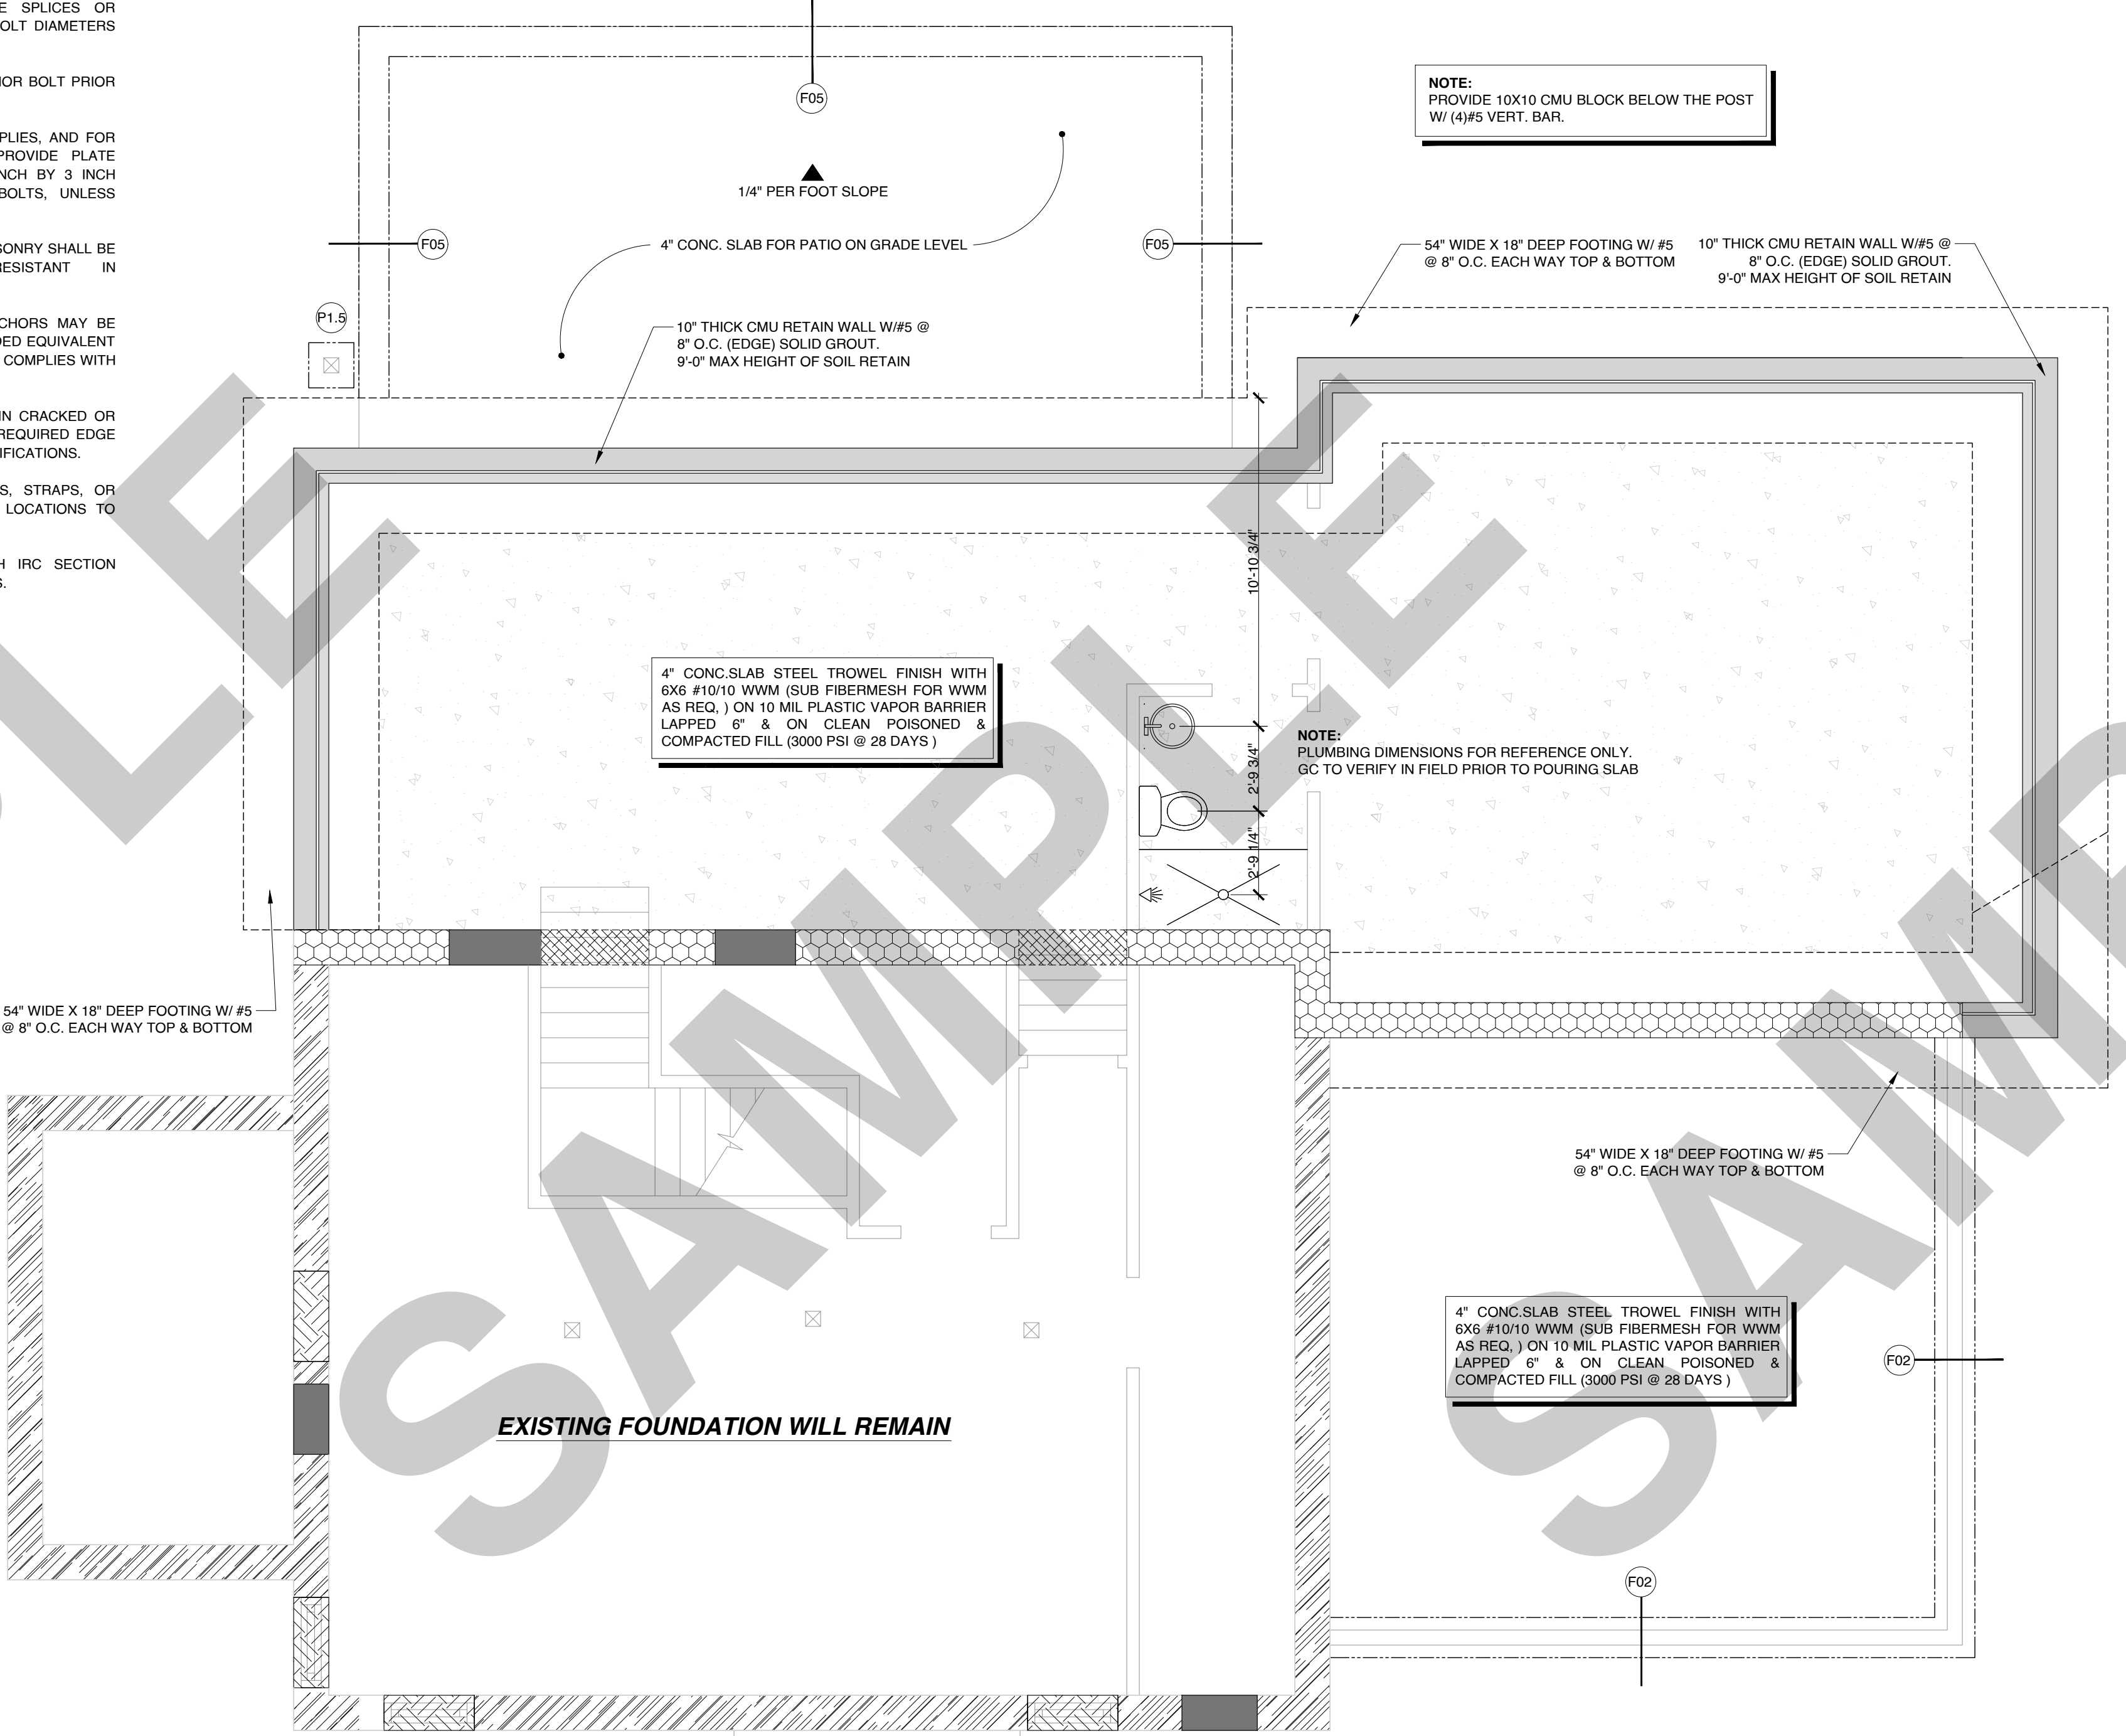 E SPLICES OR
OLT DIAMETERS
HOR BOLT PRIOR
PLIES, AND FOR
PROVIDE PLATE
NCH BY 3 INCH
BOLTS, UNLESS
SONRY SHALL BE
RESISTANT IN
CHORS MAY BE
DED EQUIVALENT
COMPLIES WITH
IN CRACKED OR
REQUIRED EDGE
IFICATIONS.
S, STRAPS, OR
LOCATIONS TO
H IRC SECTION
S.
F05
NOTE:
PROVIDE 10X10 CMU BLOCK BELOW THE POST
W/ (4)#5 VERT. BAR.
1/4" PER FOOT SLOPE
F05
4" CONC. SLAB FOR PATIO ON GRADE LEVEL
F05
54" WIDE X 18" DEEP FOOTING W/ #5
@ 8" O.C. EACH WAY TOP & BOTTOM
10" THICK CMU RETAIN WALL W/#5 @
8" O.C. (EDGE) SOLID GROUT.
9'-0" MAX HEIGHT OF SOIL RETAIN
P1.5
10" THICK CMU RETAIN WALL W/#5 @
8" O.C. (EDGE) SOLID GROUT.
9'-0" MAX HEIGHT OF SOIL RETAIN
10'-10 3/4"
4" CONC.SLAB STEEL TROWEL FINISH WITH
6X6 #10/10 WWM (SUB FIBERMESH FOR WWM
AS REQ, ) ON 10 MIL PLASTIC VAPOR BARRIER
LAPPED 6" & ON CLEAN POISONED &
COMPACTED FILL (3000 PSI @ 28 DAYS )
NOTE:
PLUMBING DIMENSIONS FOR REFERENCE ONLY.
GC TO VERIFY IN FIELD PRIOR TO POURING SLAB
2'-9 3/4"
2'-9 1/4"
54" WIDE X 18" DEEP FOOTING W/ #5
@ 8" O.C. EACH WAY TOP & BOTTOM
54" WIDE X 18" DEEP FOOTING W/ #5
@ 8" O.C. EACH WAY TOP & BOTTOM
4" CONC.SLAB STEEL TROWEL FINISH WITH
6X6 #10/10 WWM (SUB FIBERMESH FOR WWM
AS REQ, ) ON 10 MIL PLASTIC VAPOR BARRIER
LAPPED 6" & ON CLEAN POISONED &
COMPACTED FILL (3000 PSI @ 28 DAYS )
F02
EXISTING FOUNDATION WILL REMAIN
F02
PLE
SAMPLE
SAMP